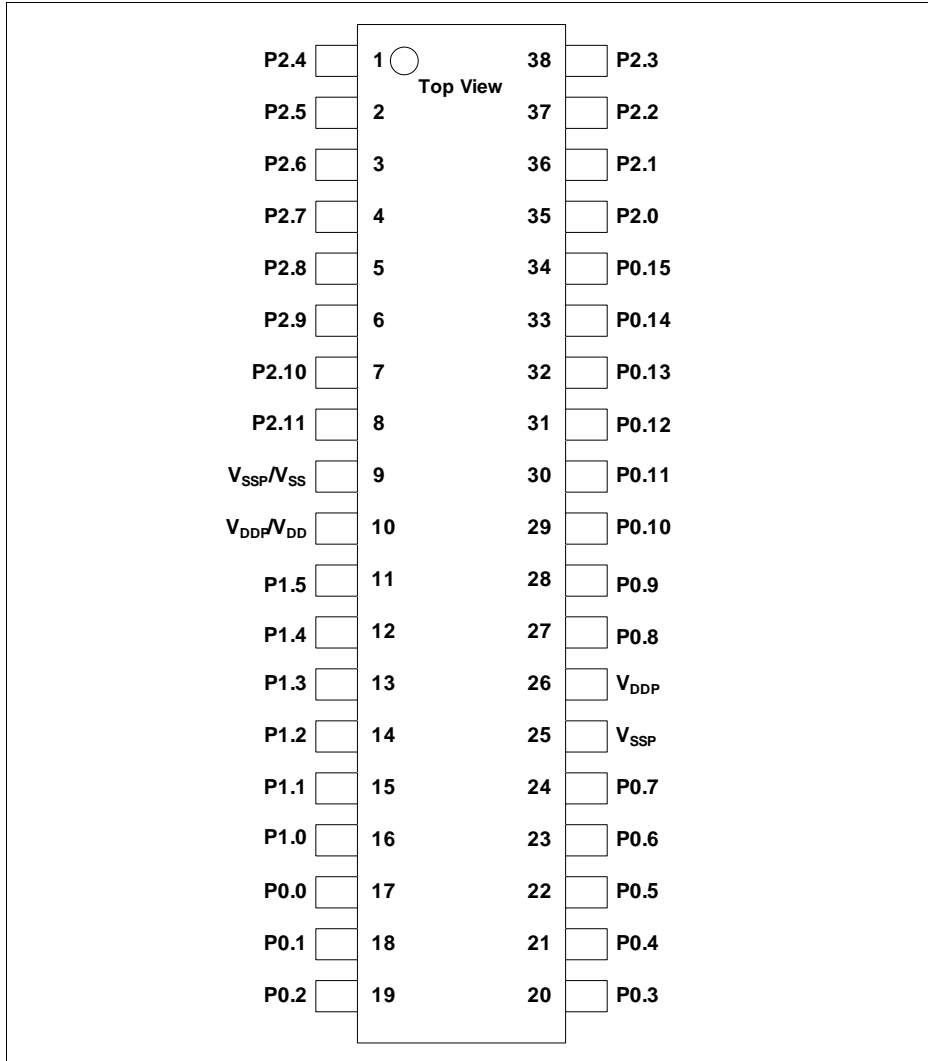 P2.4 1 38 P2.3
Top View
P2.5 2 37 P2.2
P2.6 3 36 P2.1
P2.7 4 35 P2.0
P2.8 5 34 P0.15
P2.9 6 33 P0.14
P2.10 7 32 P0.13
P2.11 8 31 P0.12
VSSP/VSS 9 30 P0.11
VDDP/VDD 10 29 P0.10
P1.5 11 28 P0.9
P1.4 12 27 P0.8
P1.3 13 26 VDDP
P1.2 14 25 VSSP
P1.1 15 24 P0.7
P1.0 16 23 P0.6
P0.0 17 22 P0.5
P0.1 18 21 P0.4
P0.2 19 20 P0.3